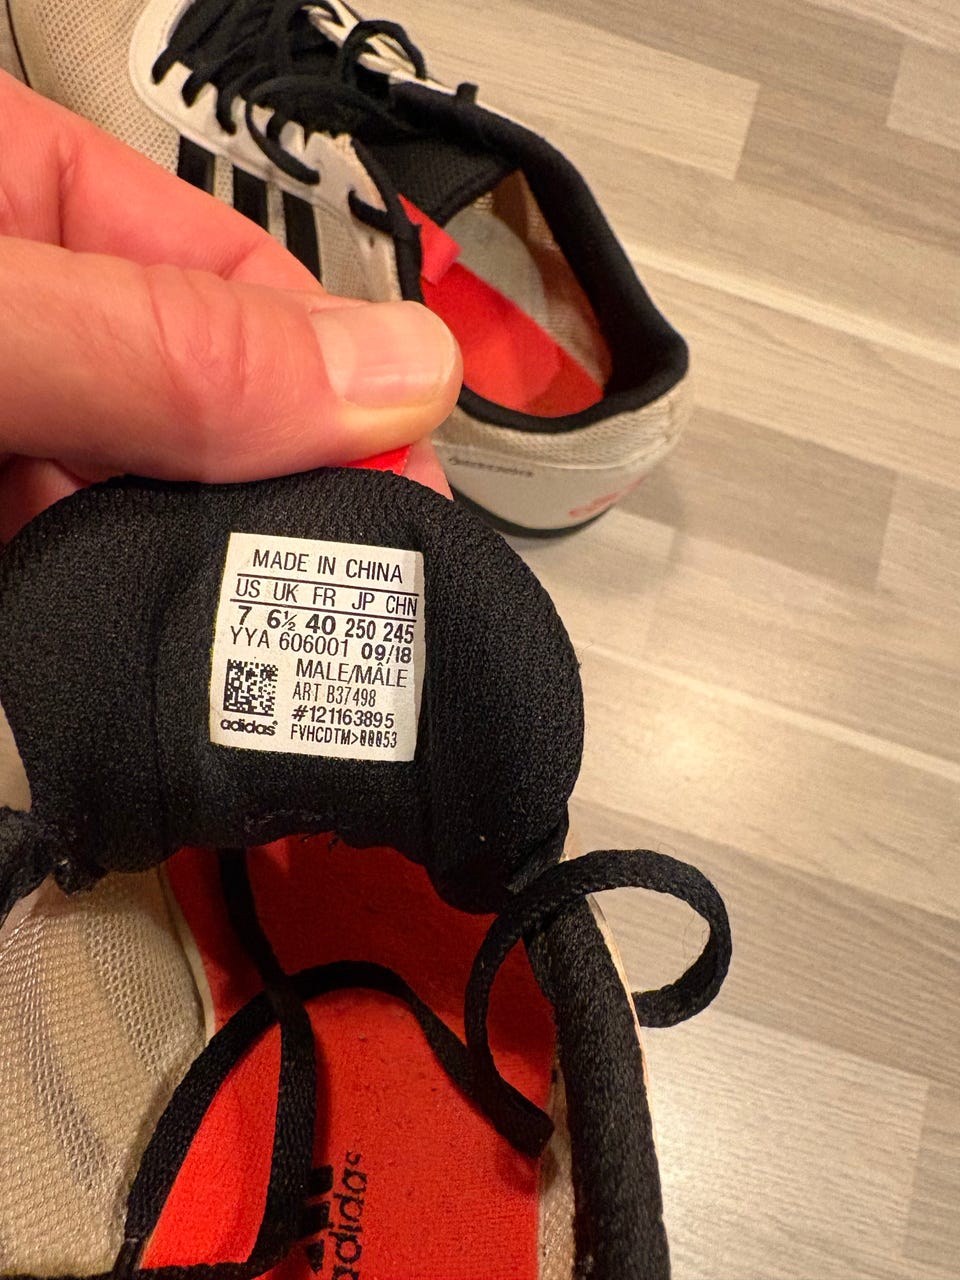 MADE IN CHINA
US UK FR JP CHN
7 6½ 40 250 245
YYA 606001 09/18
MALE/MÂLE
ART B37498
#121163895
adidas® FVHCDTM>00053
adidas